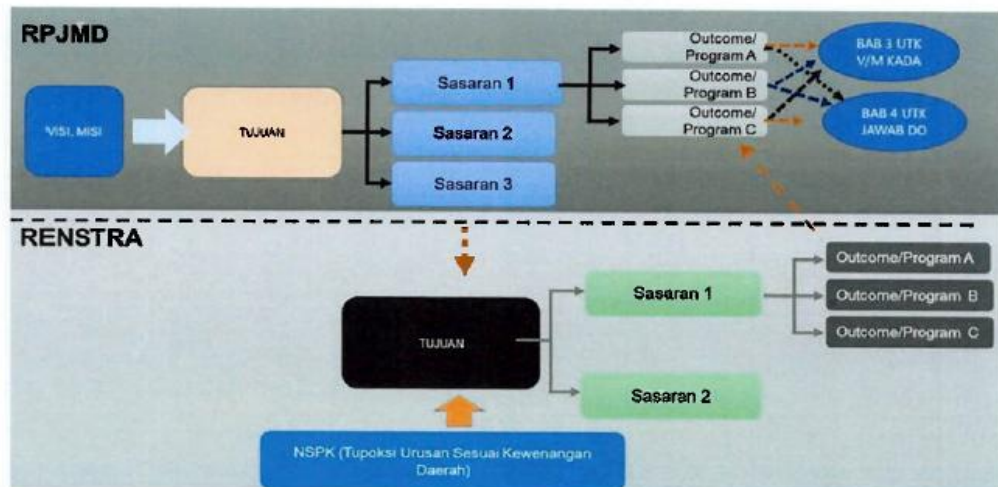 RPJMD
VISI, MISI
TUJUAN
Sasaran 1
Sasaran 2
Sasaran 3
Outcome/
Program A
Outcome/
Program B
Outcome/
Program C
BAB 3 UTK
V/M KADA
BAB 4 UTK
JAWAB DO
RENSTRA
TUJUAN
Sasaran 1
Sasaran 2
Outcome/Program A
Outcome/Program B
Outcome/Program C
NSPK (Tupoksi Urusan Sesuai Kewenangan
Daerah)